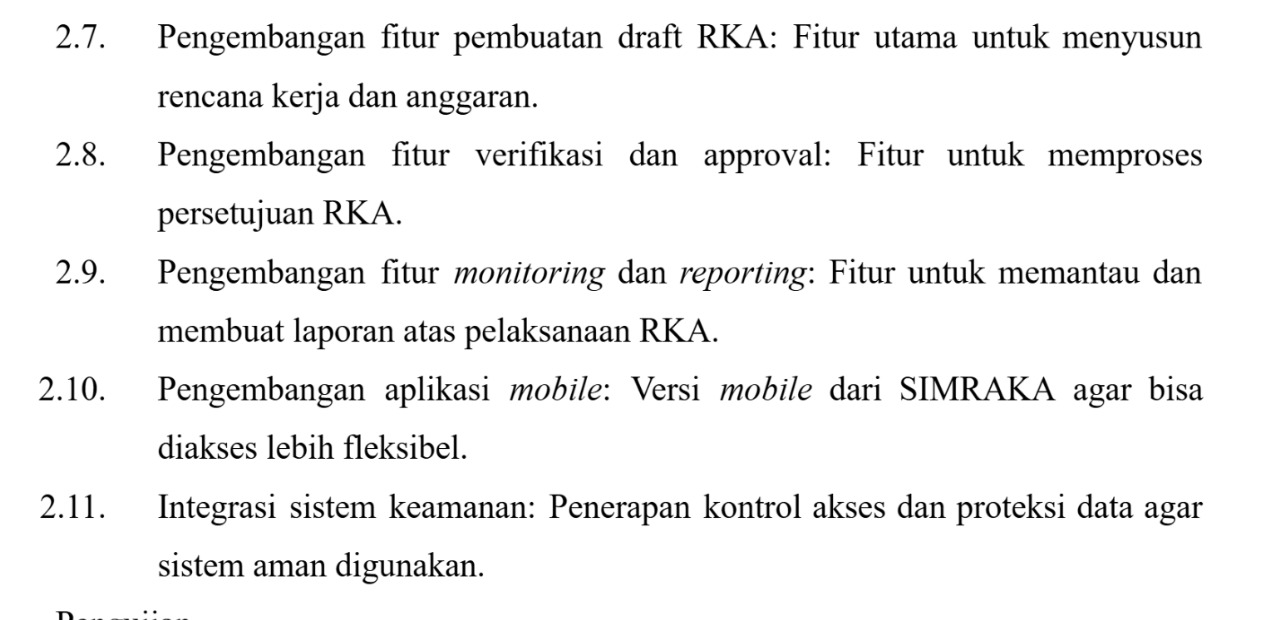 2.7. Pengembangan fitur pembuatan draft RKA: Fitur utama untuk menyusun
rencana kerja dan anggaran.
2.8. Pengembangan fitur verifikasi dan approval: Fitur untuk memproses
persetujuan RKA.
2.9. Pengembangan fitur monitoring dan reporting: Fitur untuk memantau dan
membuat laporan atas pelaksanaan RKA.
2.10. Pengembangan aplikasi mobile: Versi mobile dari SIMRAKA agar bisa
diakses lebih fleksibel.
2.11. Integrasi sistem keamanan: Penerapan kontrol akses dan proteksi data agar
sistem aman digunakan.